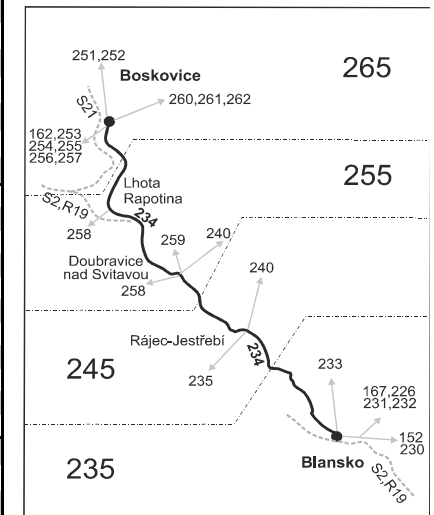 251,252
Boskovice
265
260,261,262
S21
162,253
254,255
256,257
255
Lhota
Rapotina
S2,R19
234
258
259
240
Doubravice
nad Svitavou
258
240
Rájec-Jestřebí
234
245
235
233
167,226
231,232
152
230
Blansko
S2,R19
235